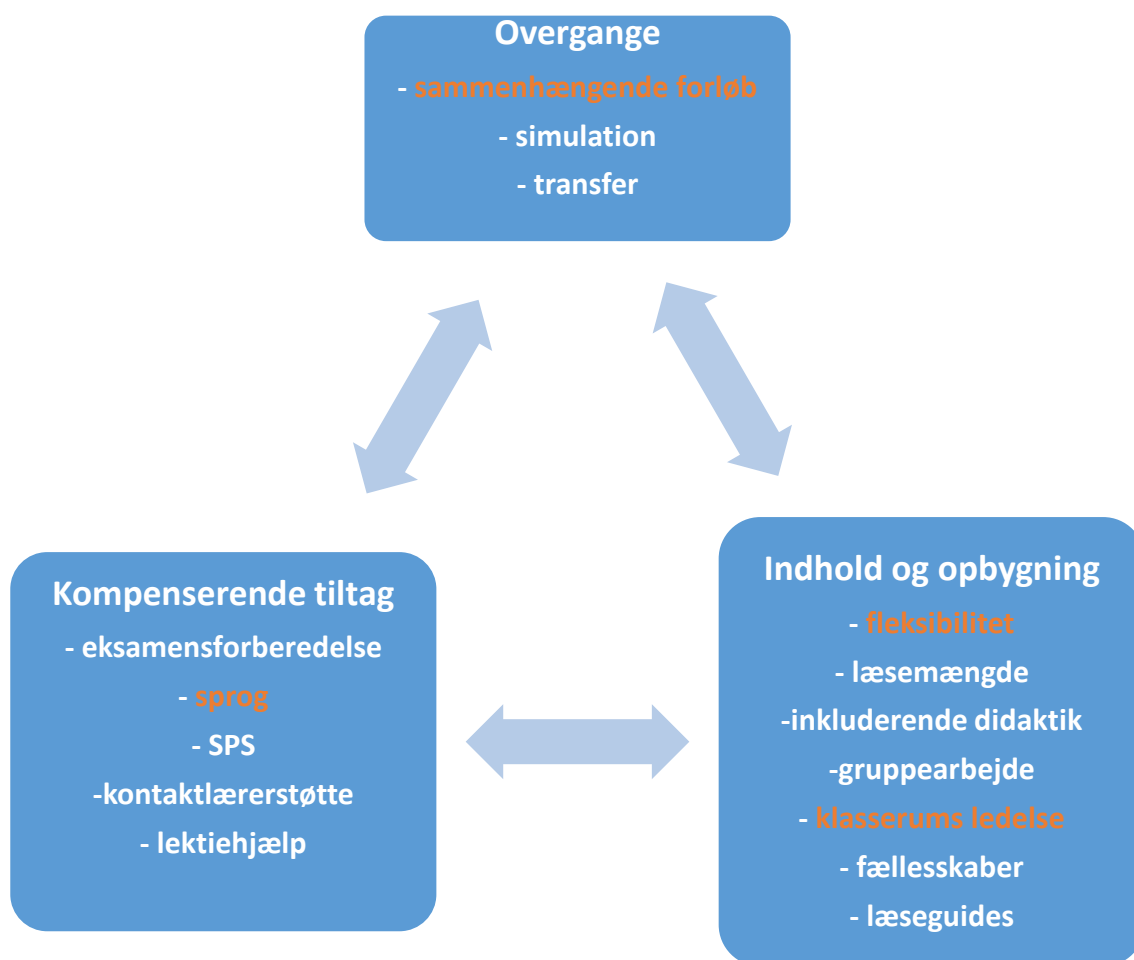 Overgange
- sammenhængende forløb
- simulation
- transfer
Kompenserende tiltag
- eksamensforberedelse
- sprog
- SPS
-kontaktlærerstøtte
- lektiehjælp
Indhold og opbygning
- fleksibilitet
- læsemængde
-inkluderende didaktik
-gruppearbejde
- klasserums ledelse
- fællesskaber
- læseguides